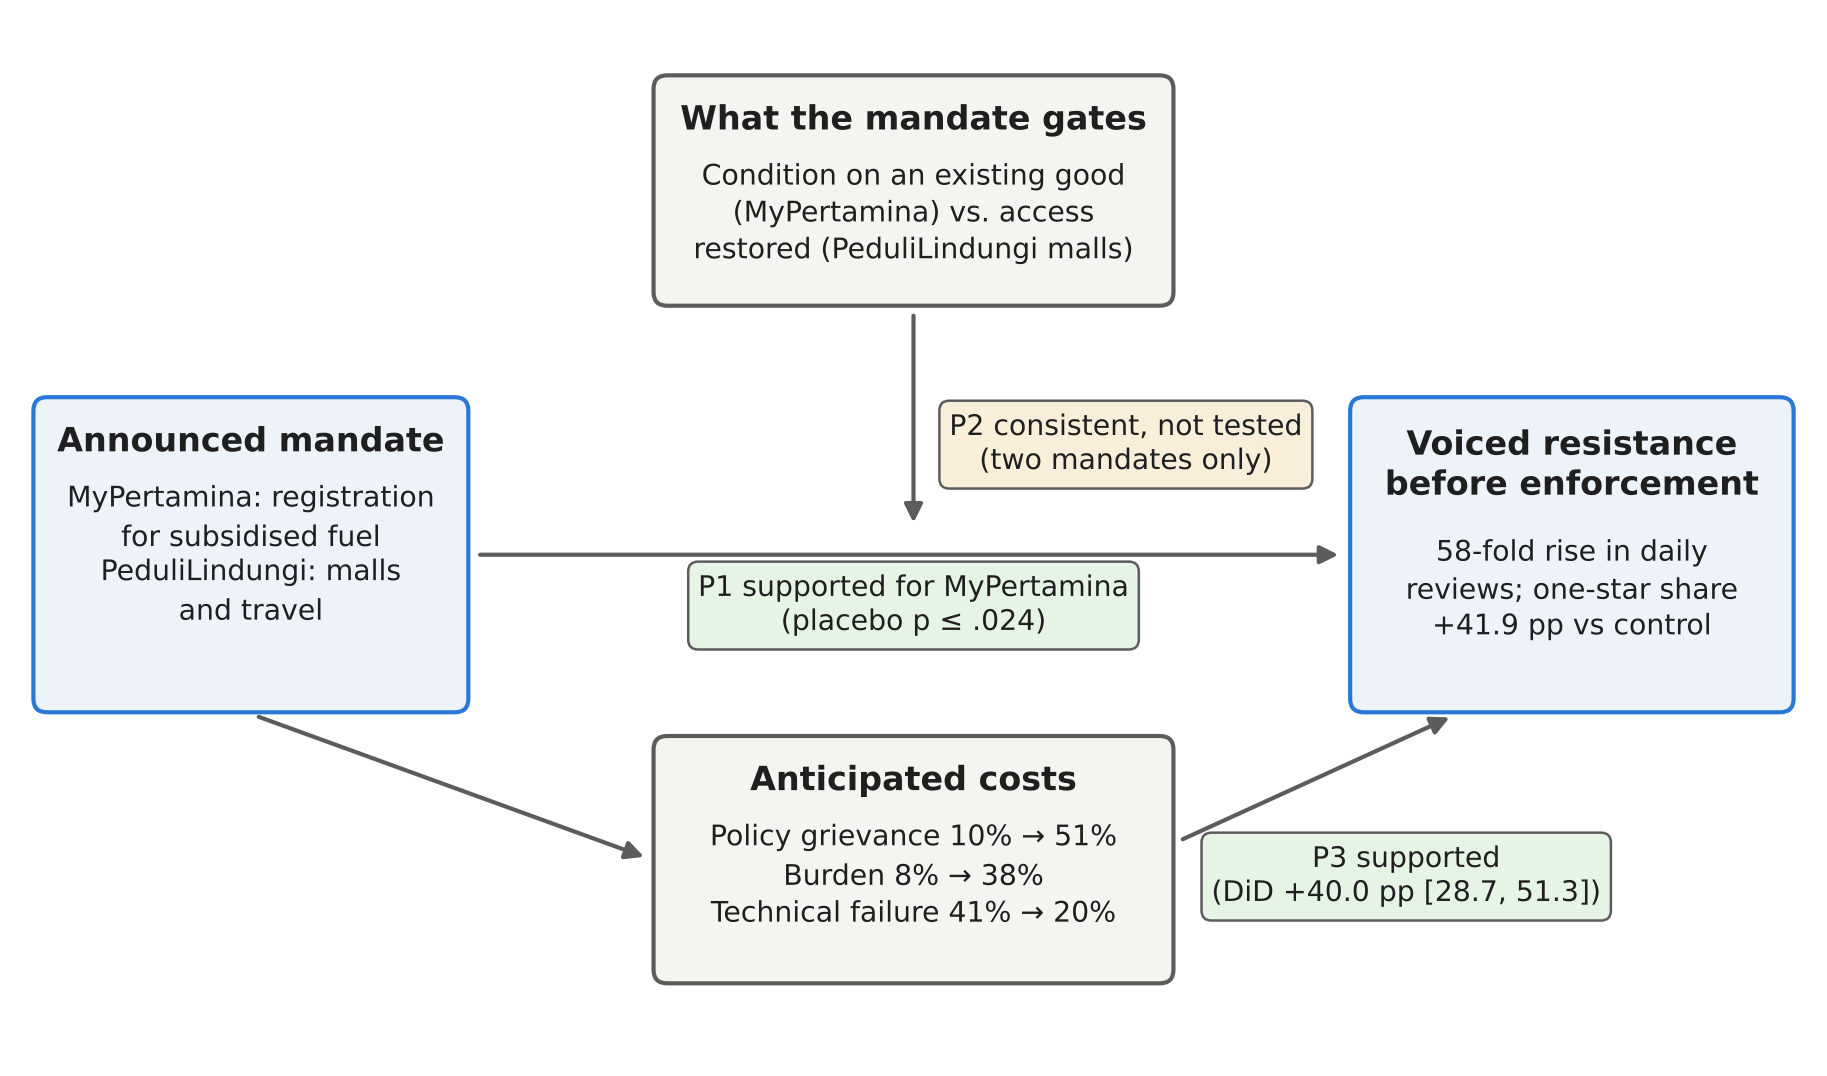 What the mandate gates
Condition on an existing good
(MyPertamina) vs. access
restored (PeduliLindungi malls)
P2 consistent, not tested
(two mandates only)
Announced mandate
MyPertamina: registration
for subsidised fuel
PeduliLindungi: malls
and travel
Voiced resistance
before enforcement
58-fold rise in daily
reviews; one-star share
+41.9 pp vs control
P1 supported for MyPertamina
(placebo p ≤ .024)
Anticipated costs
Policy grievance 10% → 51%
Burden 8% → 38%
Technical failure 41% → 20%
P3 supported
(DiD +40.0 pp [28.7, 51.3])